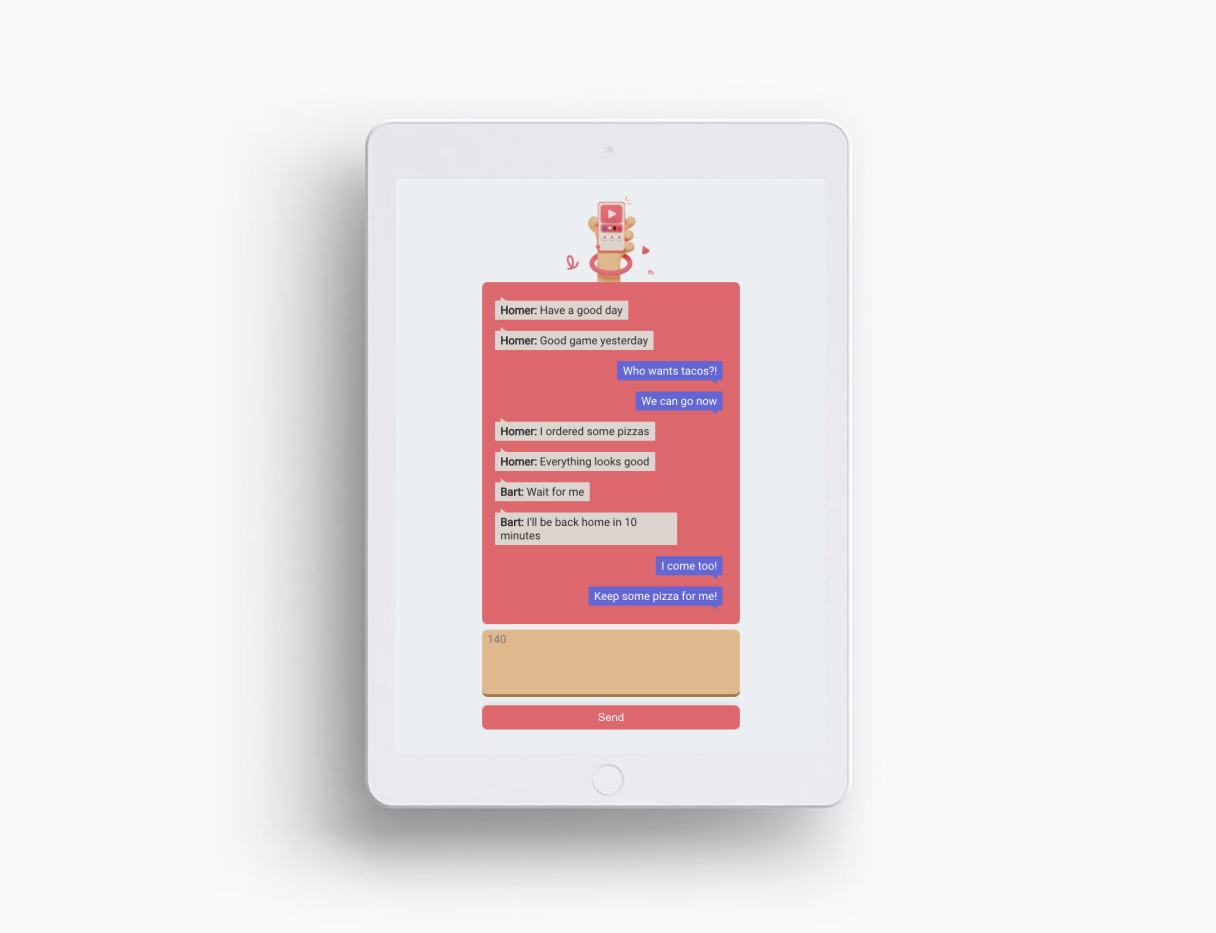 Homer: Have a good day
Homer: Good game yesterday
Who wants tacos?!
We can go now
Homer: I ordered some pizzas
Homer: Everything looks good
Bart: Wait for me
Bart: I'll be back home in 10
minutes
I come too!
Keep some pizza for me!
140
Send